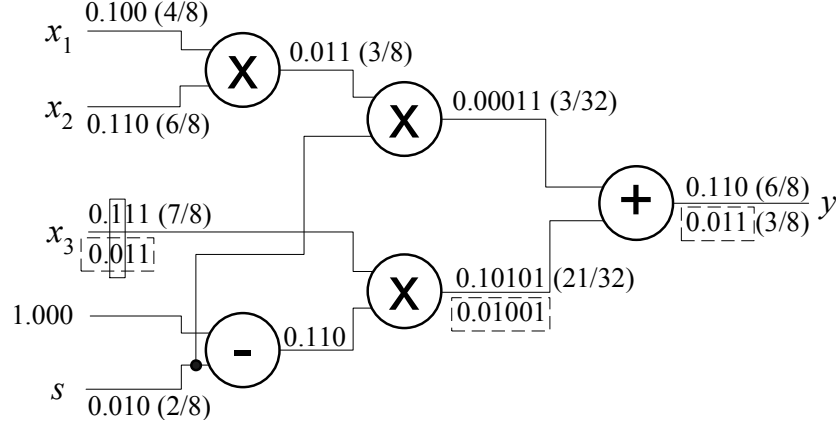 0.100 (4/8)
x1
X
0.011 (3/8)
x2
0.110 (6/8)
X
0.00011 (3/32)
+
0.110 (6/8)
y
0.011 (3/8)
0.111 (7/8)
x3
0.011
X
0.10101 (21/32)
0.01001
1.000
-
0.110
s
0.010 (2/8)